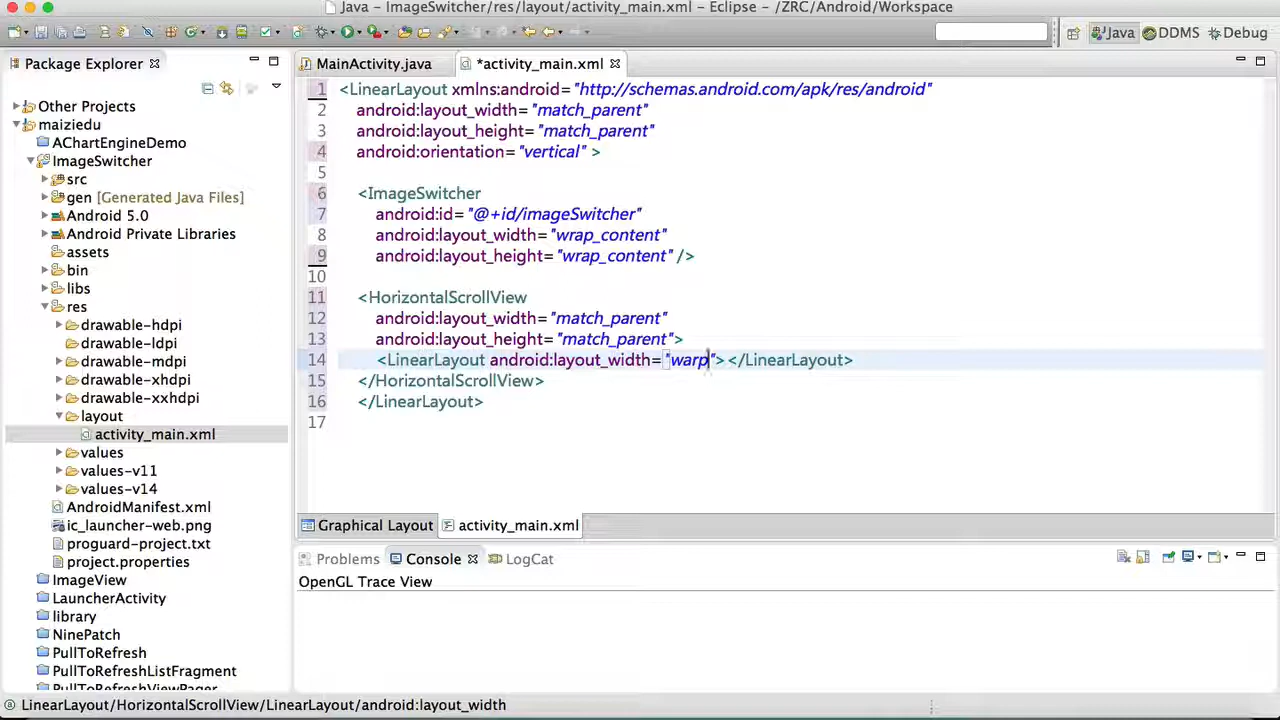 Java - ImageSwitcher/res/layout/activity_main.xml - Eclipse - /ZRC/Android/Workspace
Java
DDMS
Debug
Package Explorer
MainActivity.java
*activity_main.xml
Other Projects
maiziedu
AChartEngineDemo
ImageSwitcher
src
gen [Generated Java Files]
Android 5.0
Android Private Libraries
assets
bin
libs
res
drawable-hdpi
drawable-ldpi
drawable-mdpi
drawable-xhdpi
drawable-xxhdpi
layout
activity_main.xml
values
values-v11
values-v14
AndroidManifest.xml
ic_launcher-web.png
proguard-project.txt
project.properties
ImageView
LauncherActivity
library
NinePatch
PullToRefresh
PullToRefreshListFragment
PullToRefreshViewPager
1 <LinearLayout xmlns:android="http://schemas.android.com/apk/res/android"
2 android:layout_width="match_parent"
3 android:layout_height="match_parent"
4 android:orientation="vertical" >
5
6 <ImageSwitcher
7 android:id="@+id/imageSwitcher"
8 android:layout_width="wrap_content"
9 android:layout_height="wrap_content" />
10
11 <HorizontalScrollView
12 android:layout_width="match_parent"
13 android:layout_height="match_parent">
14 <LinearLayout android:layout_width="warp"></LinearLayout>
15 </HorizontalScrollView>
16 </LinearLayout>
17
Graphical Layout
activity_main.xml
Problems
Console
LogCat
OpenGL Trace View
LinearLayout/HorizontalScrollView/LinearLayout/android:layout_width